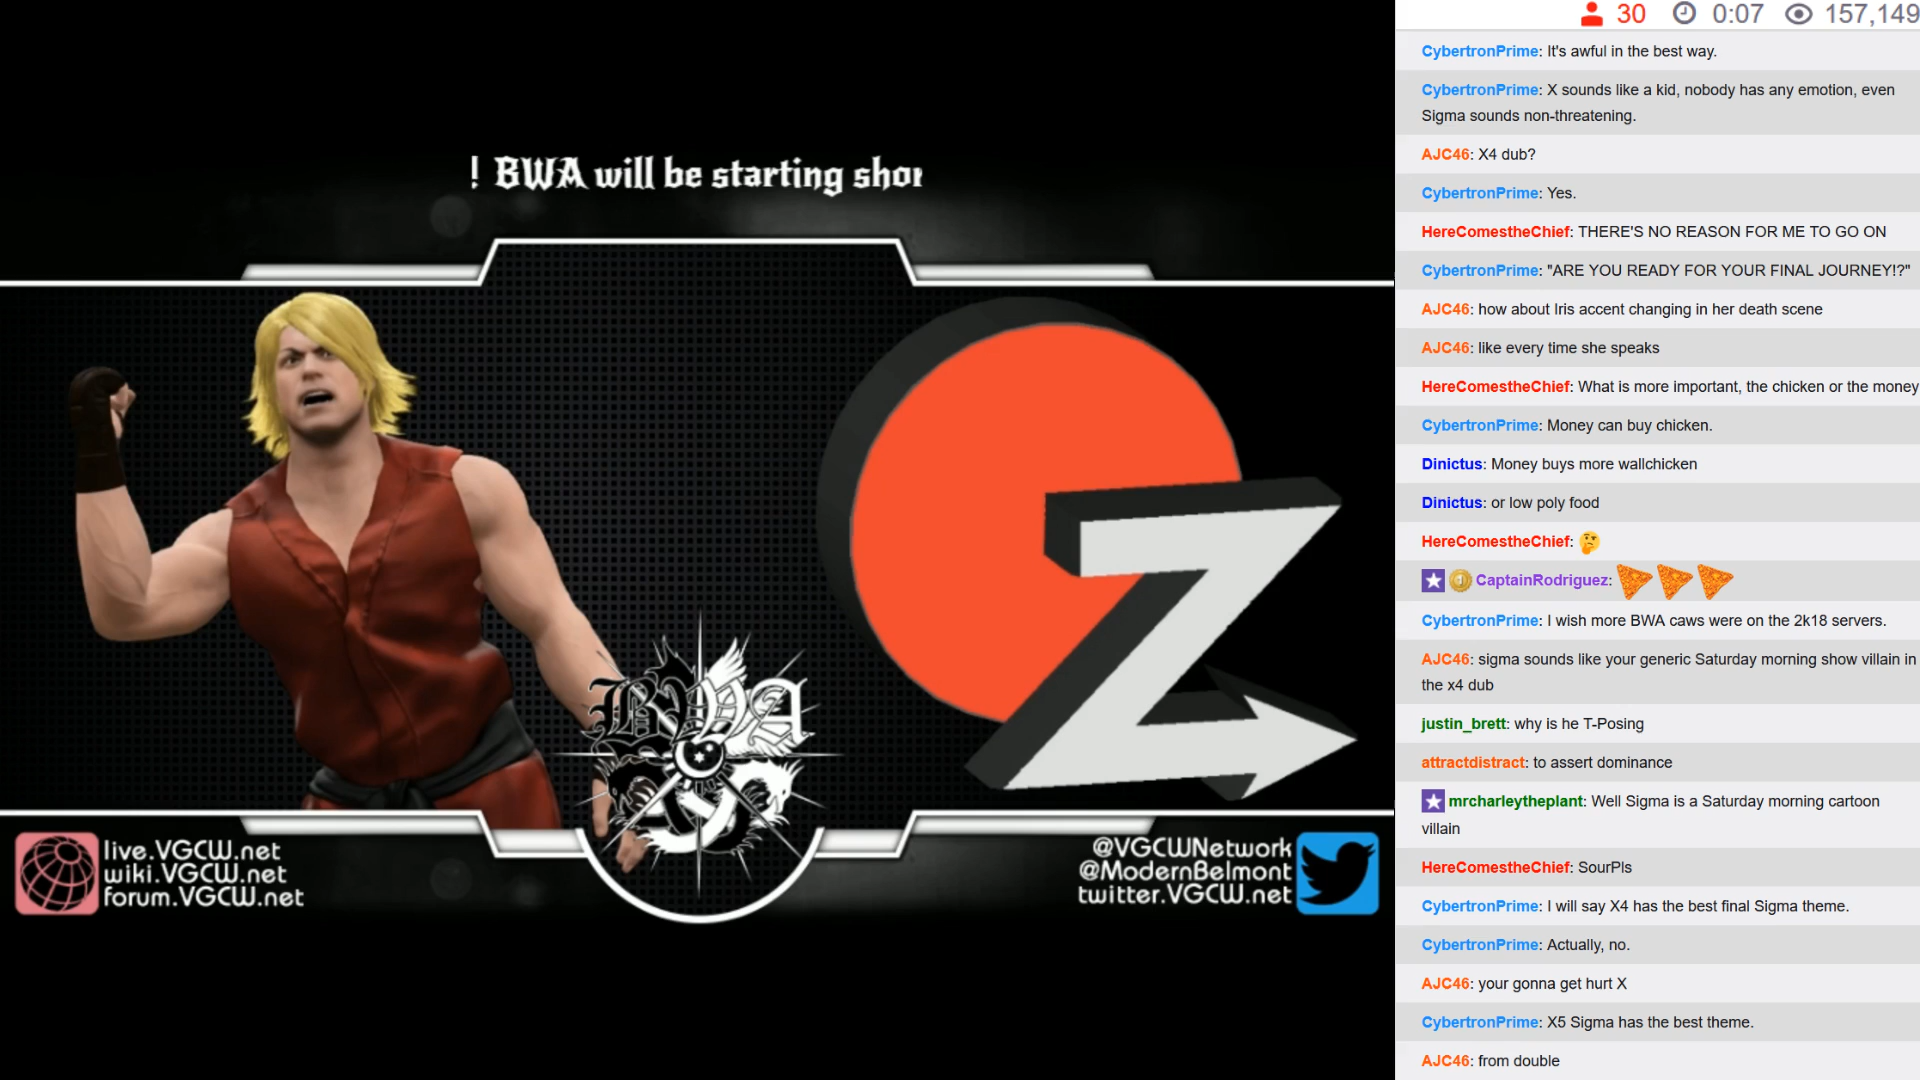 ! BWA will be starting shor
BWA
live.VGCW.net
wiki.VGCW.net
forum.VGCW.net
@VGCWNetwork
@ModernBelmont
twitter.VGCW.net
30 0:07 157,149
CybertronPrime: It's awful in the best way.
CybertronPrime: X sounds like a kid, nobody has any emotion, even
Sigma sounds non-threatening.
AJC46: X4 dub?
CybertronPrime: Yes.
HereComestheChief: THERE'S NO REASON FOR ME TO GO ON
CybertronPrime: "ARE YOU READY FOR YOUR FINAL JOURNEY!?"
AJC46: how about Iris accent changing in her death scene
AJC46: like every time she speaks
HereComestheChief: What is more important, the chicken or the money
CybertronPrime: Money can buy chicken.
Dinictus: Money buys more wallchicken
Dinictus: or low poly food
HereComestheChief: 🤔
CaptainRodriguez:
CybertronPrime: I wish more BWA caws were on the 2k18 servers.
AJC46: sigma sounds like your generic Saturday morning show villain in
the x4 dub
justin_brett: why is he T-Posing
attractdistract: to assert dominance
mrcharleytheplant: Well Sigma is a Saturday morning cartoon
villain
HereComestheChief: SourPls
CybertronPrime: I will say X4 has the best final Sigma theme.
CybertronPrime: Actually, no.
AJC46: your gonna get hurt X
CybertronPrime: X5 Sigma has the best theme.
AJC46: from double